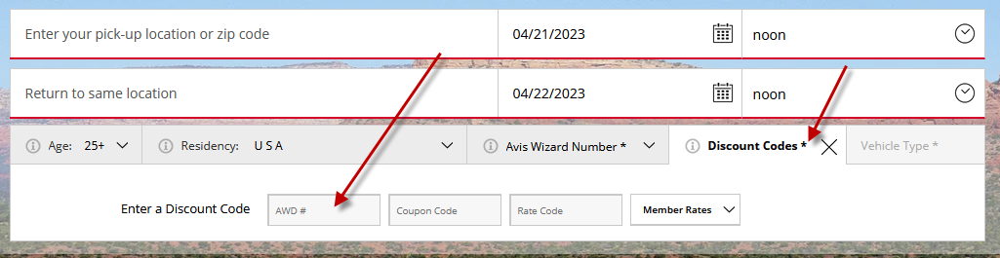 Enter your pick-up location or zip code 04/21/2023 noon
Return to same location 04/22/2023 noon
Age: 25+ Residency: U S A Avis Wizard Number * Discount Codes * Vehicle Type *
Enter a Discount Code AWD # Coupon Code Rate Code Member Rates